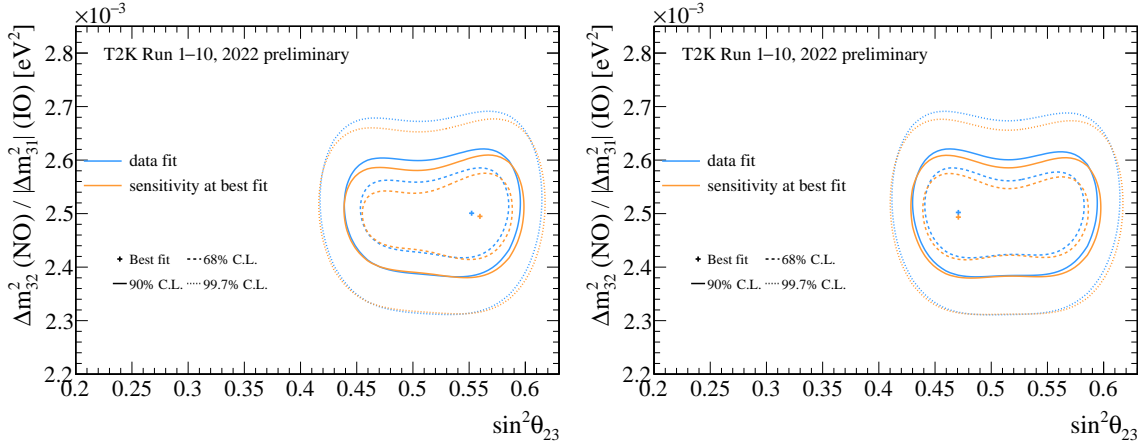 ×10⁻³
T2K Run 1–10, 2022 preliminary
data fit
sensitivity at best fit
Best fit
68% C.L.
90% C.L.
99.7% C.L.
2.8
2.7
2.6
2.5
2.4
2.3
2.2
0.2 0.25 0.3 0.35 0.4 0.45 0.5 0.55 0.6
sin²θ₂₃
Δm²₃₂ (NO) / |Δm²₃₁| (IO) [eV²]
×10⁻³
T2K Run 1–10, 2022 preliminary
data fit
sensitivity at best fit
Best fit
68% C.L.
90% C.L.
99.7% C.L.
2.8
2.7
2.6
2.5
2.4
2.3
2.2
0.2 0.25 0.3 0.35 0.4 0.45 0.5 0.55 0.6
sin²θ₂₃
Δm²₃₂ (NO) / |Δm²₃₁| (IO) [eV²]